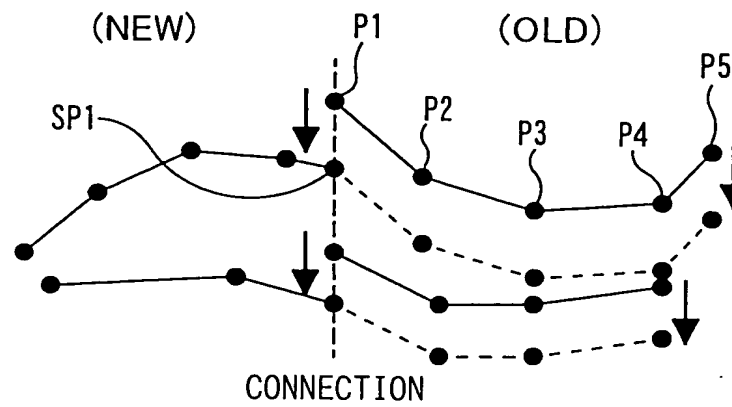 (NEW)
P1
(OLD)
P5
SP1
P2
P3
P4
CONNECTION